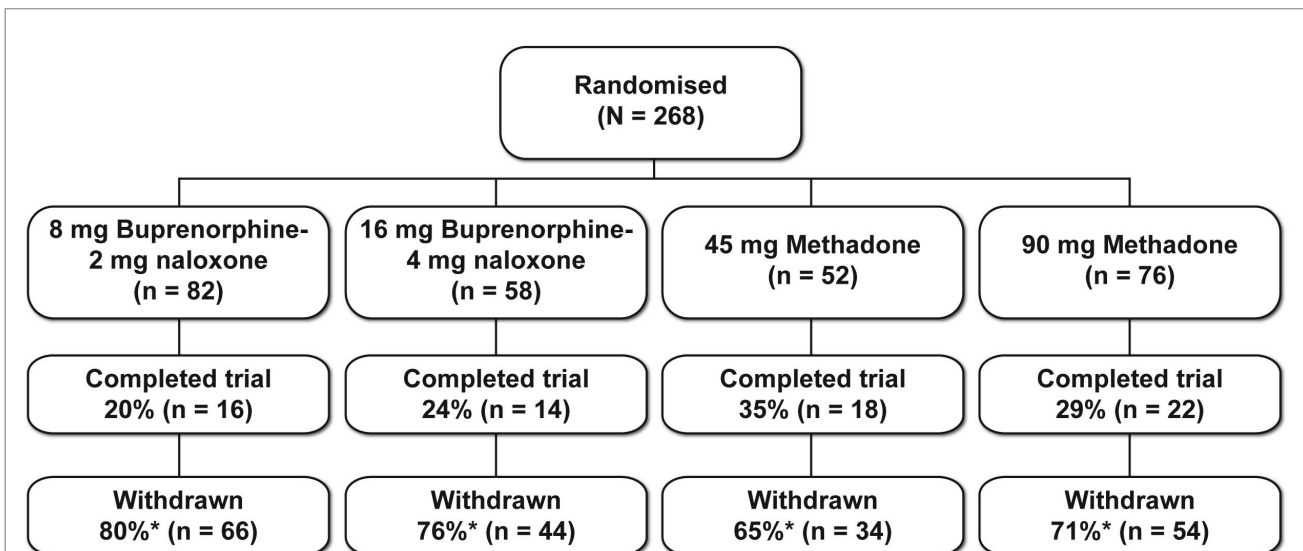 Randomised
(N = 268)
8 mg Buprenorphine-
2 mg naloxone
(n = 82)
16 mg Buprenorphine-
4 mg naloxone
(n = 58)
45 mg Methadone
(n = 52)
90 mg Methadone
(n = 76)
Completed trial
20% (n = 16)
Completed trial
24% (n = 14)
Completed trial
35% (n = 18)
Completed trial
29% (n = 22)
Withdrawn
80%* (n = 66)
Withdrawn
76%* (n = 44)
Withdrawn
65%* (n = 34)
Withdrawn
71%* (n = 54)